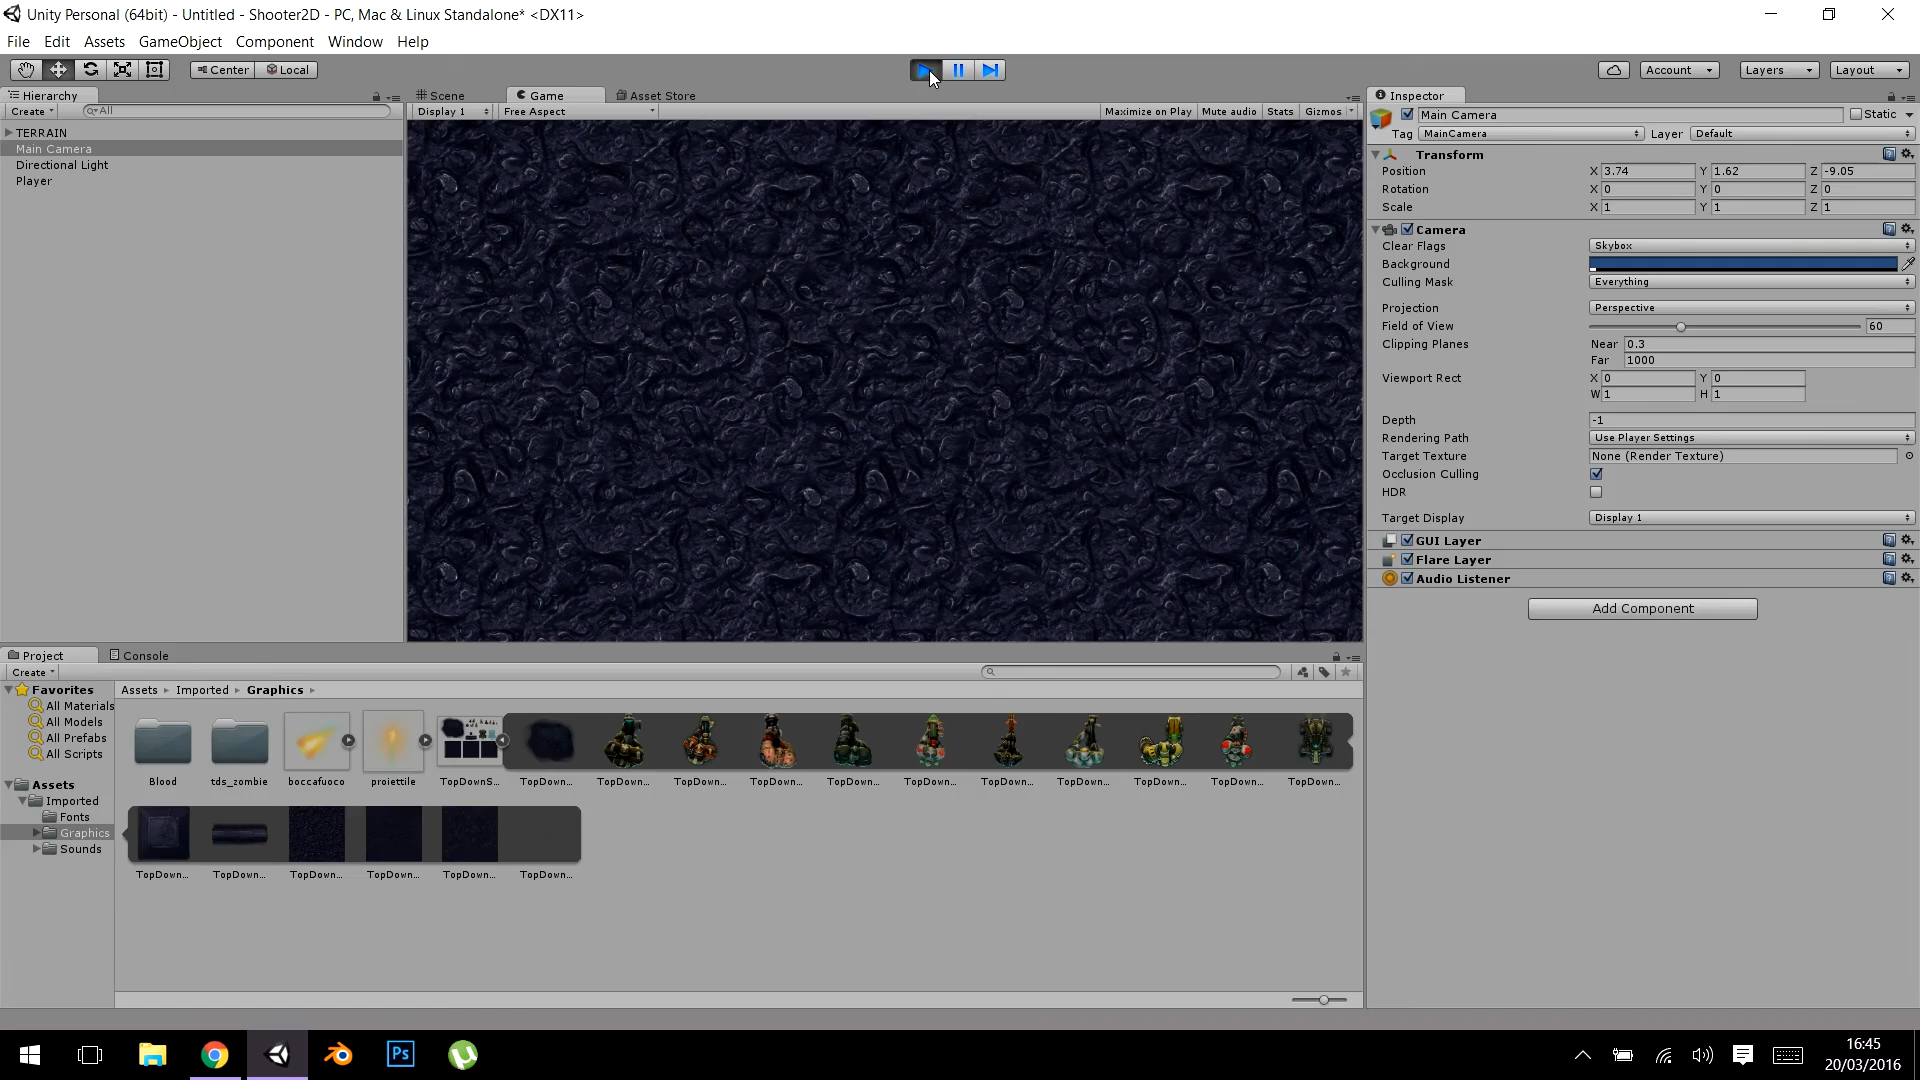 Unity Personal (64bit) - Untitled - Shooter2D - PC, Mac & Linux Standalone* <DX11>
File Edit Assets GameObject Component Window Help
Center Local Account Layers Layout
Hierarchy Scene Game Asset Store Inspector
Create All Display 1 Free Aspect Maximize on Play Mute audio Stats Gizmos
Main Camera Static
Tag MainCamera Layer Default
TERRAIN
Main Camera
Directional Light
Player
Transform
Position X 3.74 Y 1.62 Z -9.05
Rotation X 0 Y 0 Z 0
Scale X 1 Y 1 Z 1
Camera
Clear Flags Skybox
Background
Culling Mask Everything
Projection Perspective
Field of View 60
Clipping Planes Near 0.3
Far 1000
Viewport Rect X 0 Y 0
W 1 H 1
Depth -1
Rendering Path Use Player Settings
Target Texture None (Render Texture)
Occlusion Culling
HDR
Target Display Display 1
GUI Layer
Flare Layer
Audio Listener
Add Component
Project Console
Create
Favorites
All Materials
All Models
All Prefabs
All Scripts
Assets
Imported
Fonts
Graphics
Sounds
Assets Imported Graphics
Blood tds_zombie boccafuoco proiettile TopDownS... TopDown... TopDown... TopDown... TopDown... TopDown... TopDown... TopDown... TopDown... TopDown... TopDown... TopDown...
TopDown... TopDown... TopDown... TopDown... TopDown... TopDown...
Ps
16:45
20/03/2016